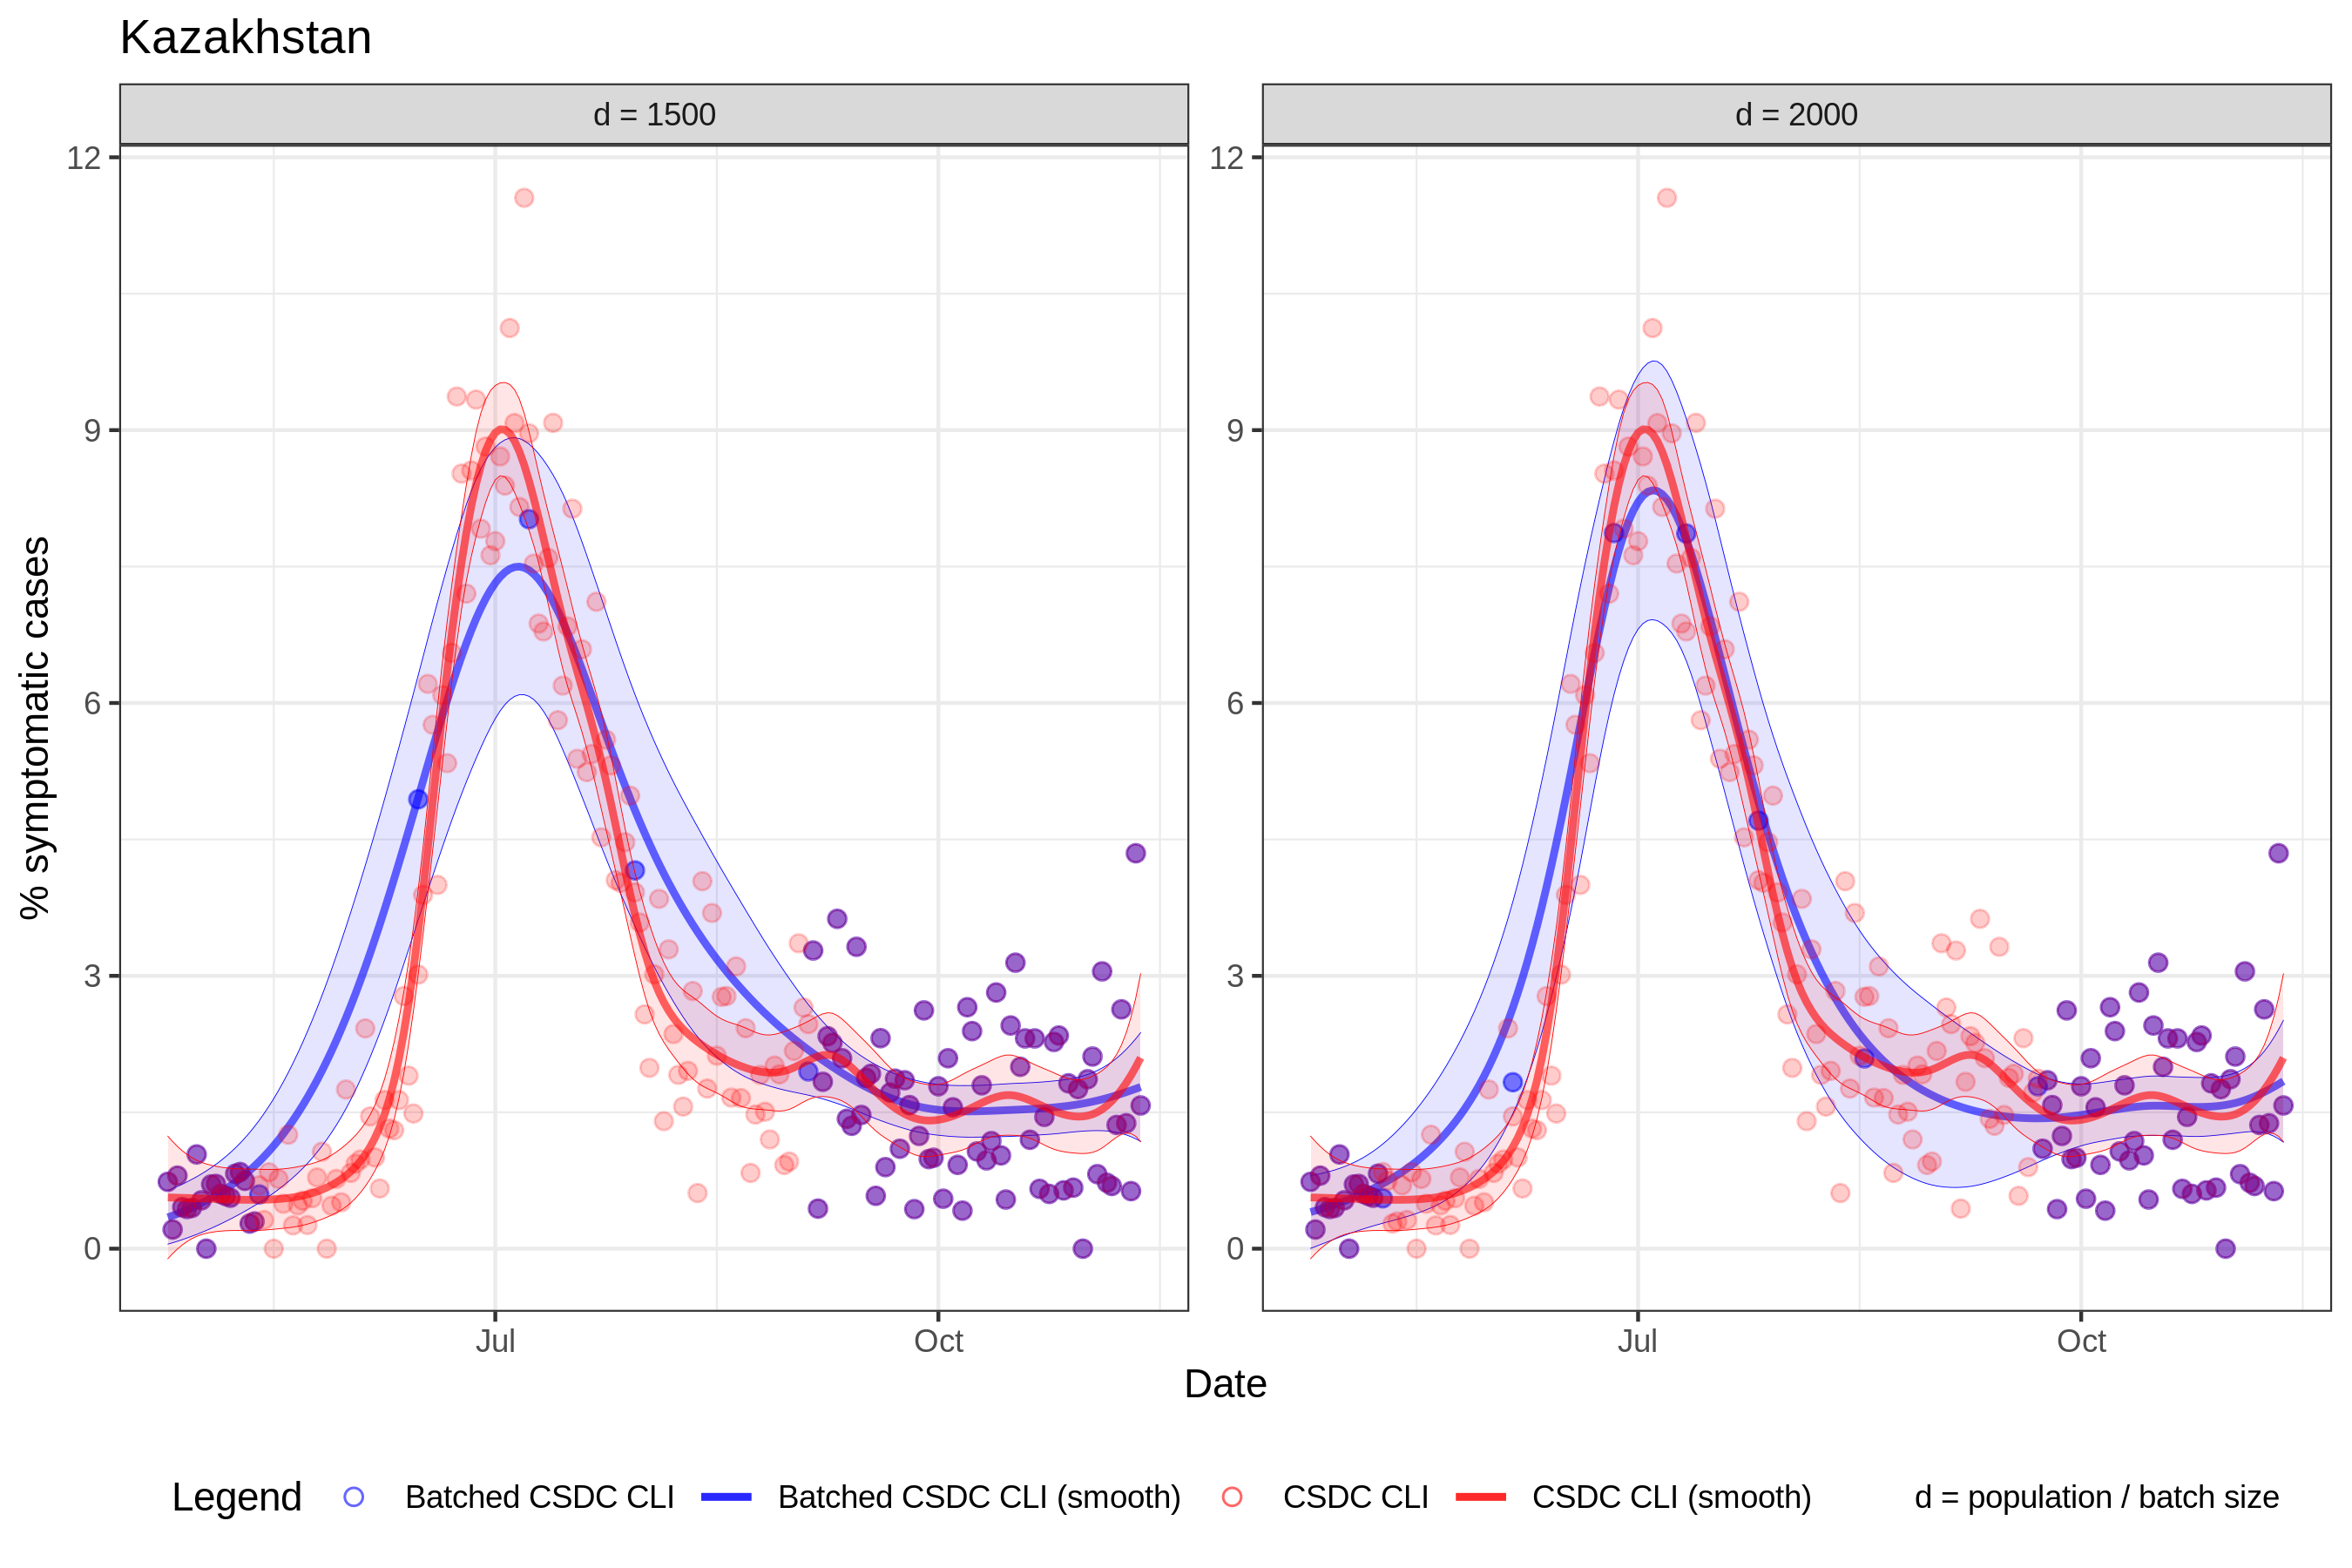 Kazakhstan
d = 1500
d = 2000
12
9
6
3
0
12
9
6
3
0
% symptomatic cases
Jul
Oct
Jul
Oct
Date
Legend Batched CSDC CLI Batched CSDC CLI (smooth) CSDC CLI CSDC CLI (smooth) d = population / batch size